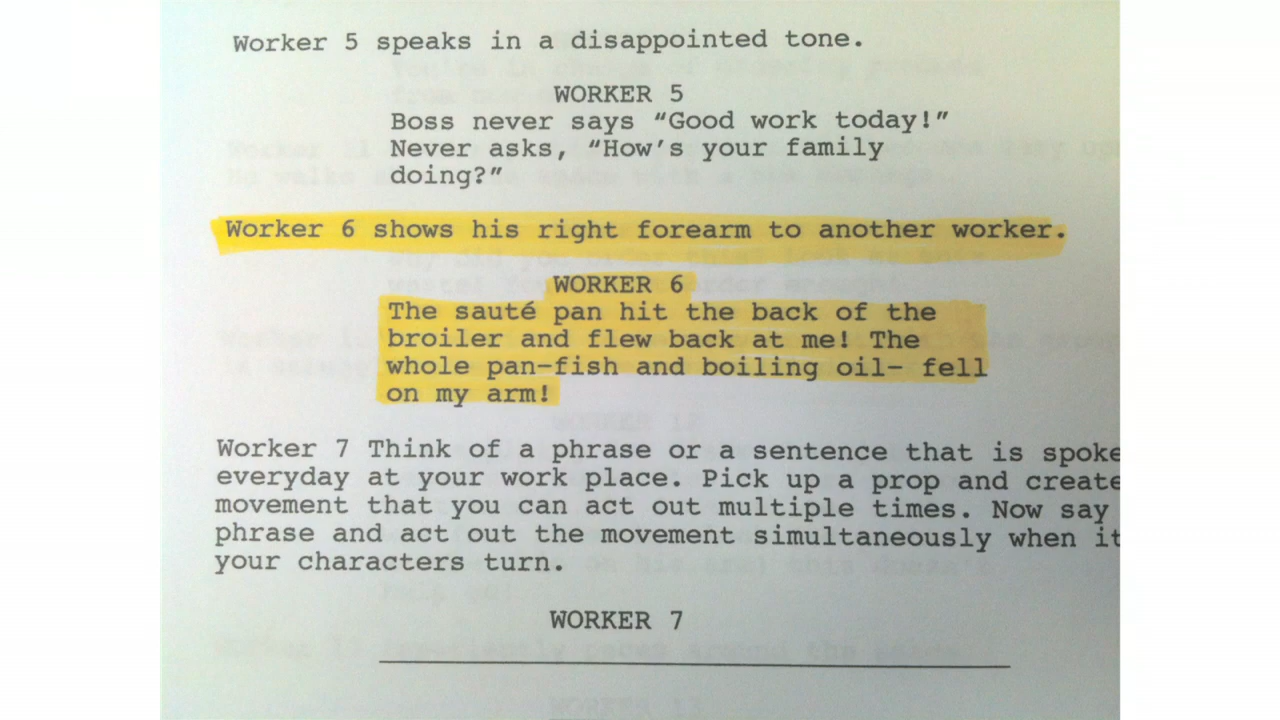 Worker 5 speaks in a disappointed tone.
WORKER 5
Boss never says “Good work today!”
Never asks, “How’s your family
doing?”
Worker 6 shows his right forearm to another worker.
WORKER 6
The sauté pan hit the back of the
broiler and flew back at me! The
whole pan–fish and boiling oil– fell
on my arm!
Worker 7 Think of a phrase or a sentence that is spoke
everyday at your work place. Pick up a prop and create
movement that you can act out multiple times. Now say
phrase and act out the movement simultaneously when it
your characters turn.
WORKER 7